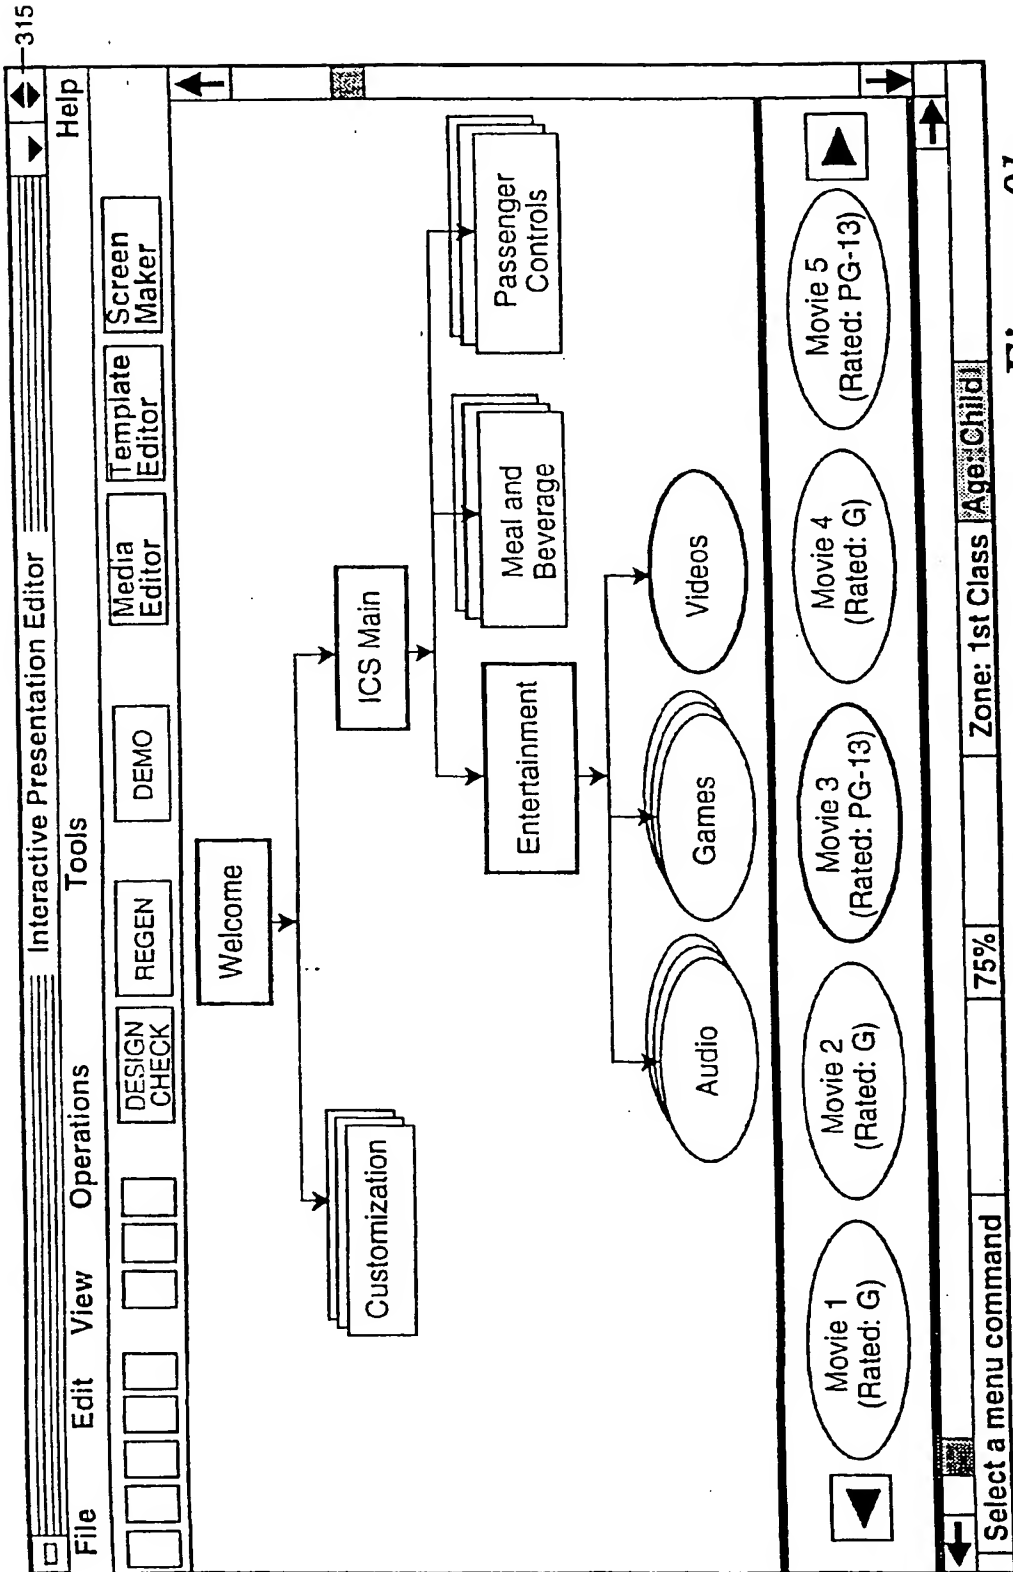 315
Interactive Presentation Editor
File Edit View Operations Tools Help
DESIGN
CHECK
REGEN
DEMO
Media
Editor
Template
Editor
Screen
Maker
Welcome
Customization
ICS Main
Entertainment
Meal and
Beverage
Passenger
Controls
Audio
Games
Videos
Movie 1
(Rated: G)
Movie 2
(Rated: G)
Movie 3
(Rated: PG-13)
Movie 4
(Rated: G)
Movie 5
(Rated: PG-13)
Select a menu command
75%
Zone: 1st Class
Age: Child